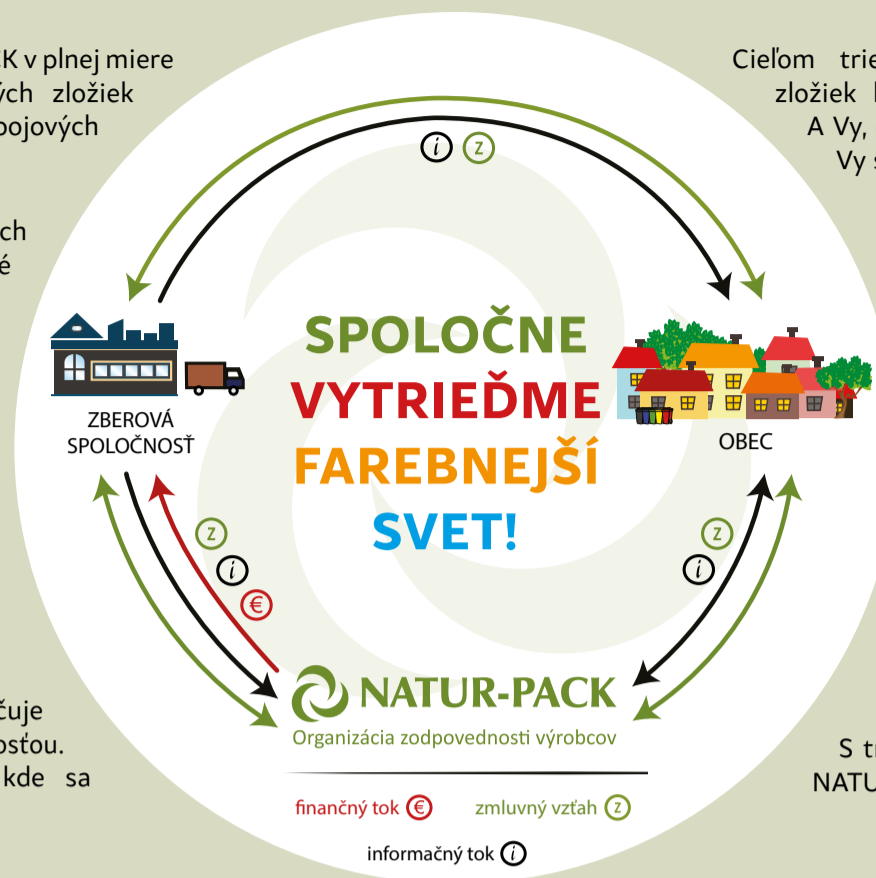 K v plnej miere
ých zložiek
pojových
ch
é
Cieľom trie
zložiek
A Vy,
Vy s
i z
SPOLOČNE
VYTRIEĎME
FAREBNEJŠÍ
SVET!
ZBEROVÁ
SPOLOČNOSŤ
OBEC
z
i
€
z
i
NATUR-PACK
Organizácia zodpovednosti výrobcov
finančný tok € zmluvný vzťah z
informačný tok i
čuje
osťou.
kde sa
S t
NATU